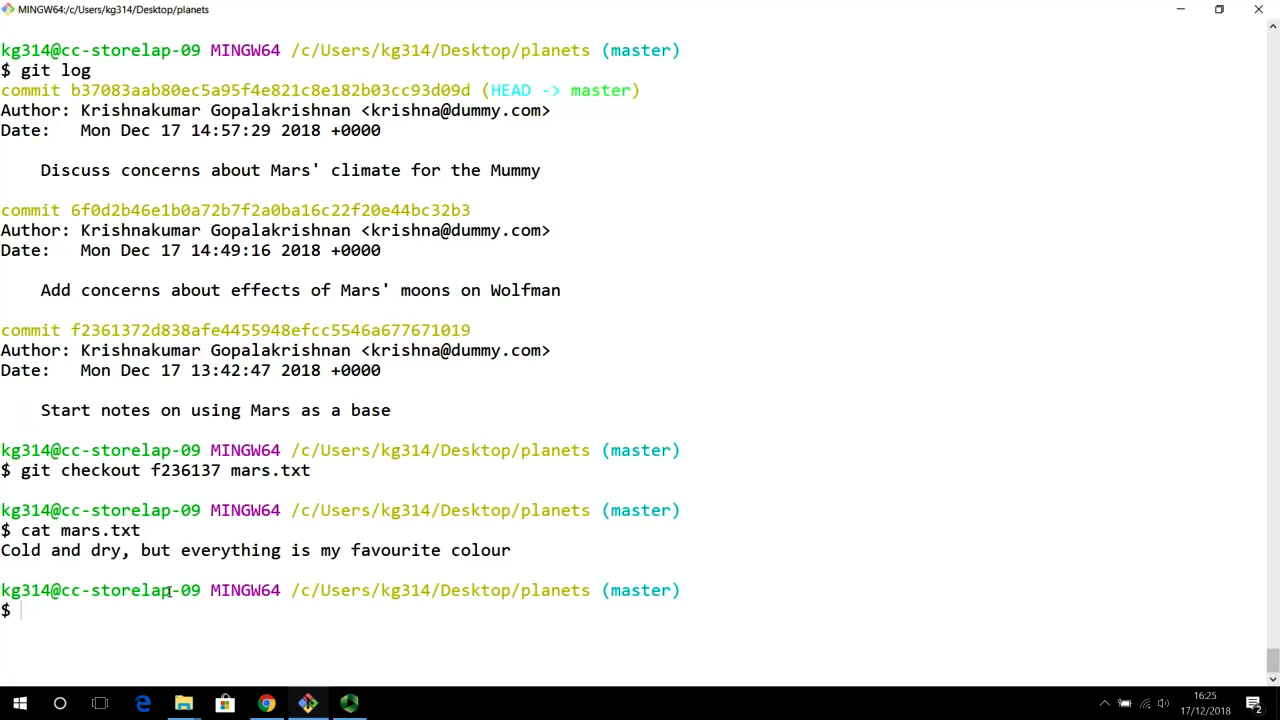 MINGW64:/c/Users/kg314/Desktop/planets
kg314@cc-storelap-09 MINGW64 /c/Users/kg314/Desktop/planets (master)
$ git log
commit b37083aab80ec5a95f4e821c8e182b03cc93d09d (HEAD -> master)
Author: Krishnakumar Gopalakrishnan <krishna@dummy.com>
Date:   Mon Dec 17 14:57:29 2018 +0000
Discuss concerns about Mars' climate for the Mummy
commit 6f0d2b46e1b0a72b7f2a0ba16c22f20e44bc32b3
Author: Krishnakumar Gopalakrishnan <krishna@dummy.com>
Date:   Mon Dec 17 14:49:16 2018 +0000
Add concerns about effects of Mars' moons on Wolfman
commit f2361372d838afe4455948efcc5546a677671019
Author: Krishnakumar Gopalakrishnan <krishna@dummy.com>
Date:   Mon Dec 17 13:42:47 2018 +0000
Start notes on using Mars as a base
kg314@cc-storelap-09 MINGW64 /c/Users/kg314/Desktop/planets (master)
$ git checkout f236137 mars.txt
kg314@cc-storelap-09 MINGW64 /c/Users/kg314/Desktop/planets (master)
$ cat mars.txt
Cold and dry, but everything is my favourite colour
kg314@cc-storelap-09 MINGW64 /c/Users/kg314/Desktop/planets (master)
$
16:25
17/12/2018
2